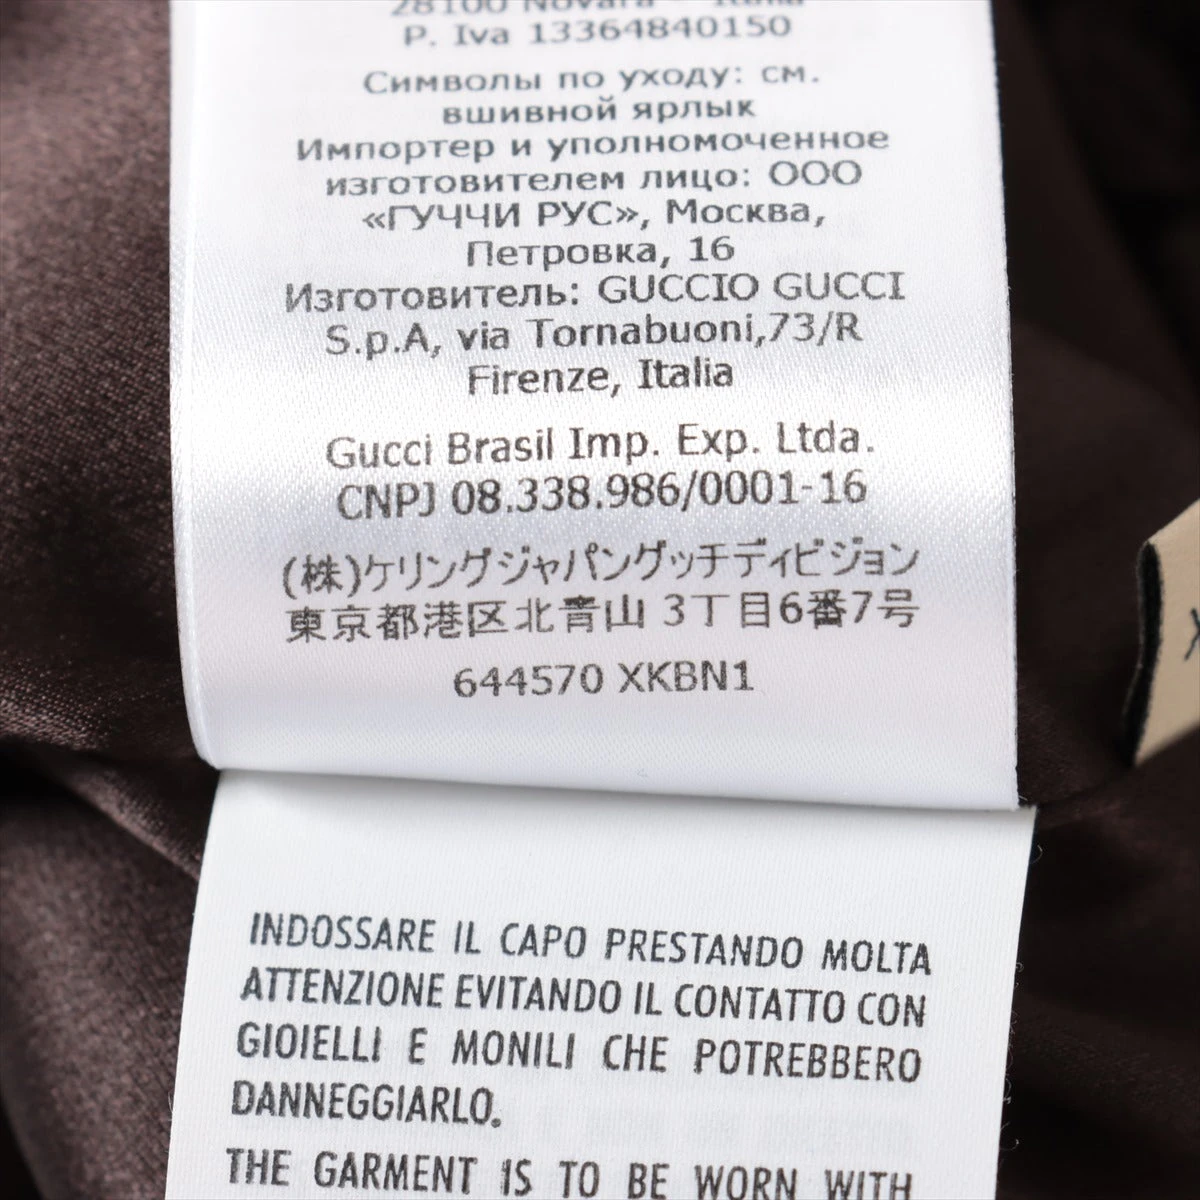 28100 Novara - Italia
P. Iva 13364840150
Символы по уходу: см.
вшивной ярлык
Импортер и уполномоченное
изготовителем лицо: ООО
«ГУЧЧИ РУС», Москва,
Петровка, 16
Изготовитель: GUCCIO GUCCI
S.p.A, via Tornabuoni,73/R
Firenze, Italia
Gucci Brasil Imp. Exp. Ltda.
CNPJ 08.338.986/0001-16
(株)ケリングジャパングッチディビジョン
東京都港区北青山 3丁目6番7号
644570 XKBN1
INDOSSARE IL CAPO PRESTANDO MOLTA
ATTENZIONE EVITANDO IL CONTATTO CON
GIOIELLI E MONILI CHE POTREBBERO
DANNEGGIARLO.
THE GARMENT IS TO BE WORN WITH